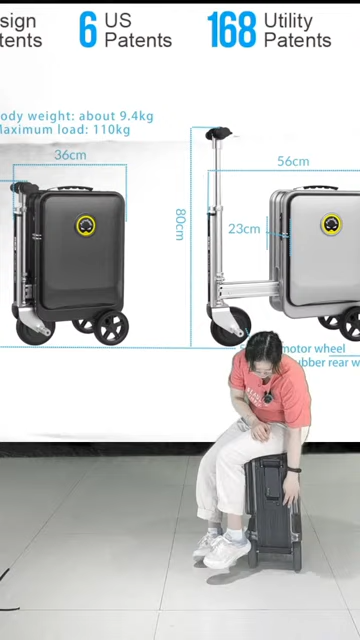 sign
tents
6 US
Patents
168 Utility
Patents
ody weight: about 9.4kg
Maximum load: 110kg
36cm
56cm
80cm
23cm
motor wheel
ubber rear w